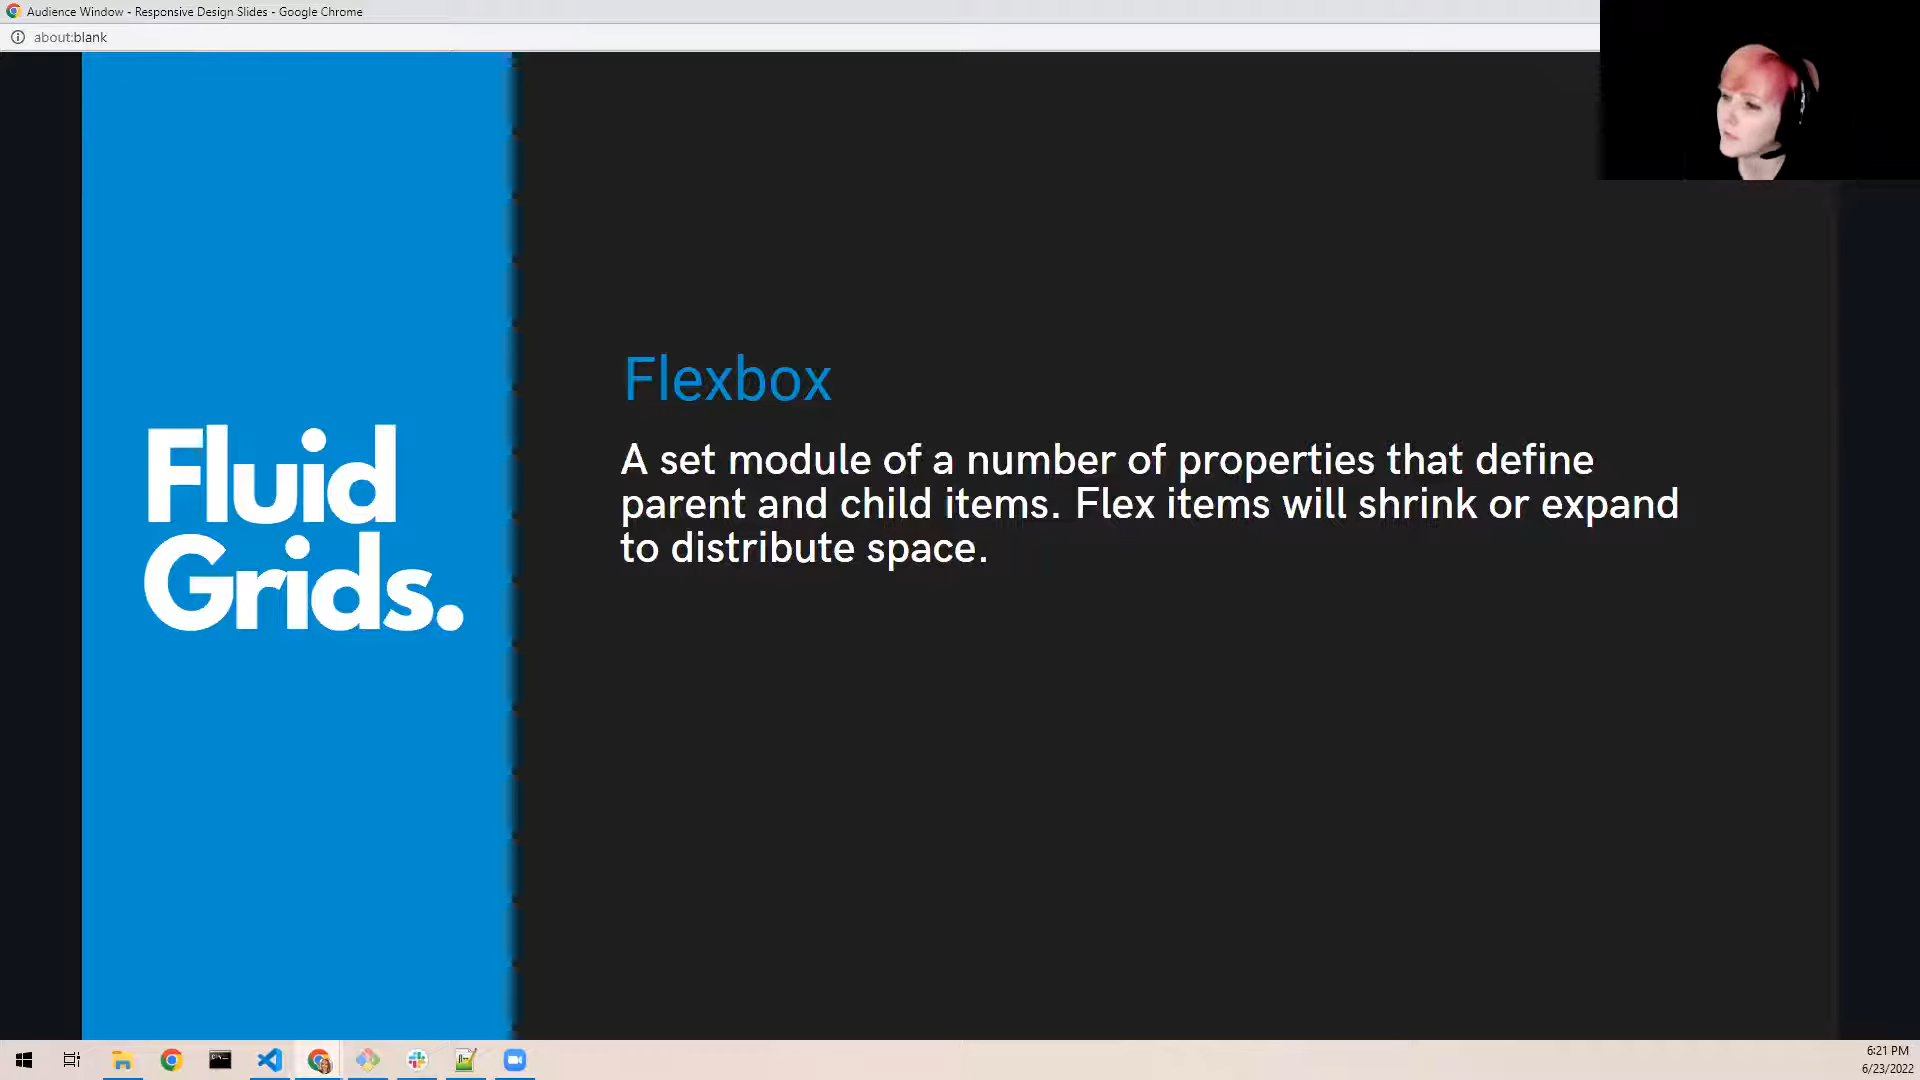 Audience Window - Responsive Design Slides - Google Chrome
about:blank
Fluid
Grids.
Flexbox
A set module of a number of properties that define
parent and child items. Flex items will shrink or expand
to distribute space.
6:21 PM
6/23/2022